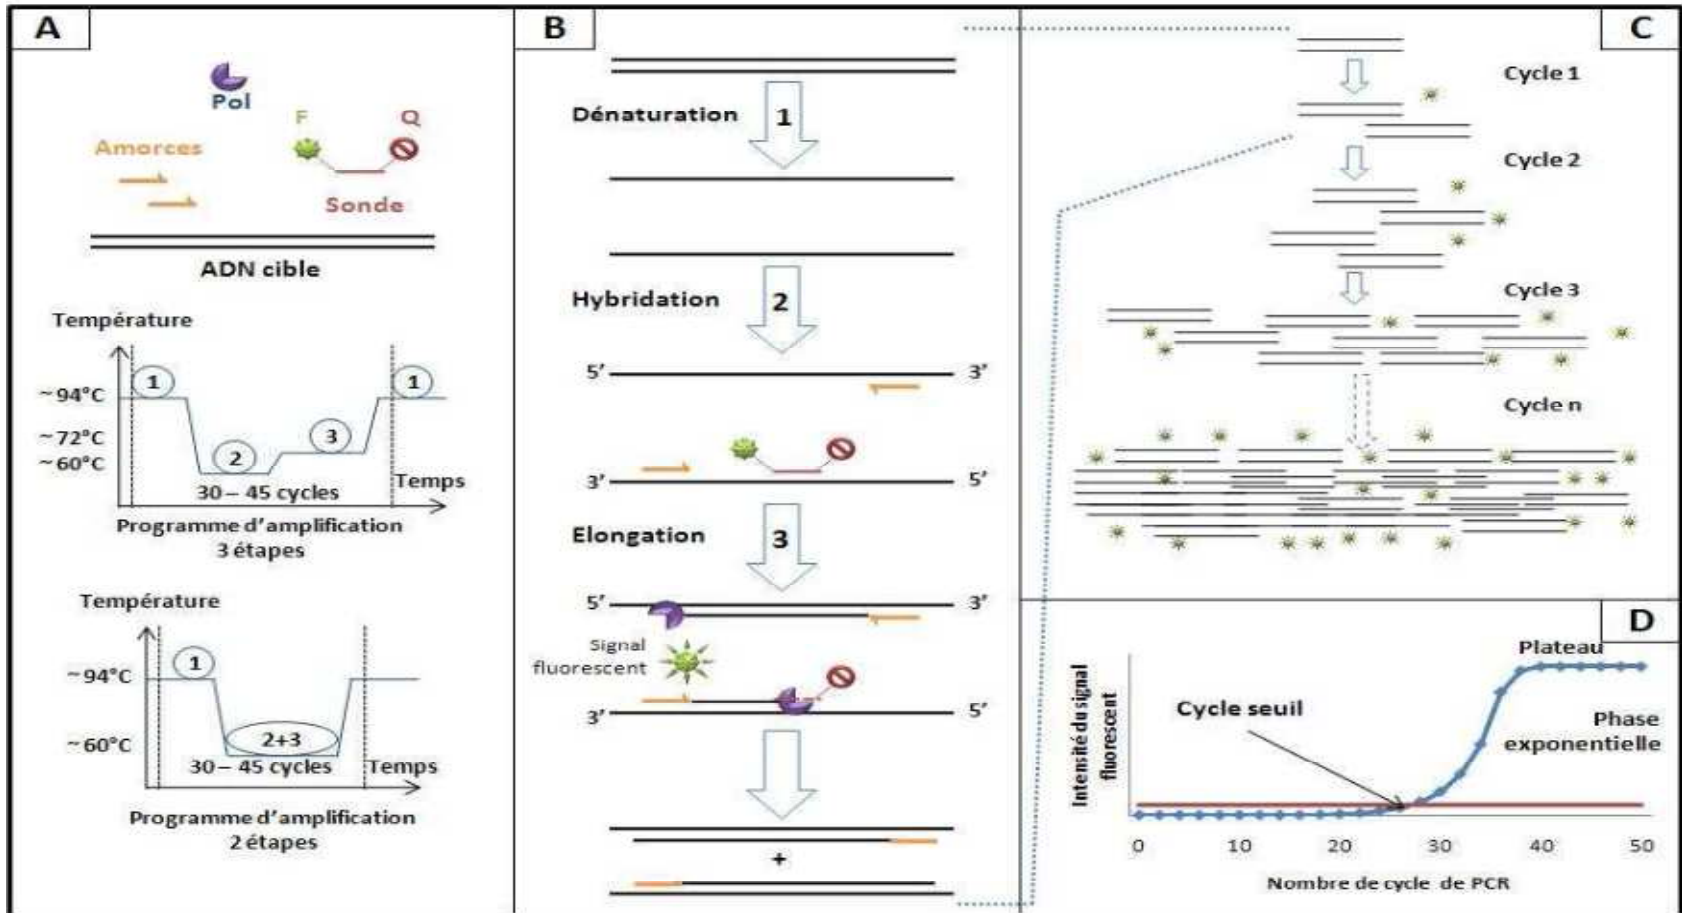 A
Pol
F
Q
Amorces
Sonde
ADN cible
Température
1
1
~94°C
3
~72°C
2
~60°C
Temps
30 – 45 cycles
Programme d'amplification
3 étapes
Température
1
~94°C
2+3
~60°C
30 – 45 cycles
Temps
Programme d'amplification
2 étapes
B
Dénaturation
1
Hybridation
2
5'
3'
3'
5'
Elongation
3
5'
3'
Signal
fluorescent
3'
5'
+
C
Cycle 1
Cycle 2
Cycle 3
Cycle n
D
Plateau
Cycle seuil
Phase
exponentielle
Intensité du signal
fluorescent
0
10
20
30
40
50
Nombre de cycle de PCR